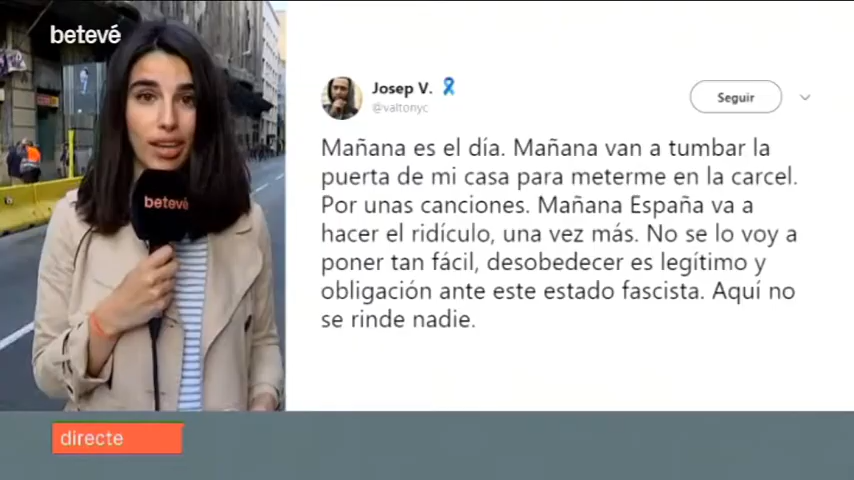 betevé
betevé
Josep V.
@valtonyc
Seguir
Mañana es el día. Mañana van a tumbar la
puerta de mi casa para meterme en la carcel.
Por unas canciones. Mañana España va a
hacer el ridículo, una vez más. No se lo voy a
poner tan fácil, desobedecer es legítimo y
obligación ante este estado fascista. Aquí no
se rinde nadie.
directe